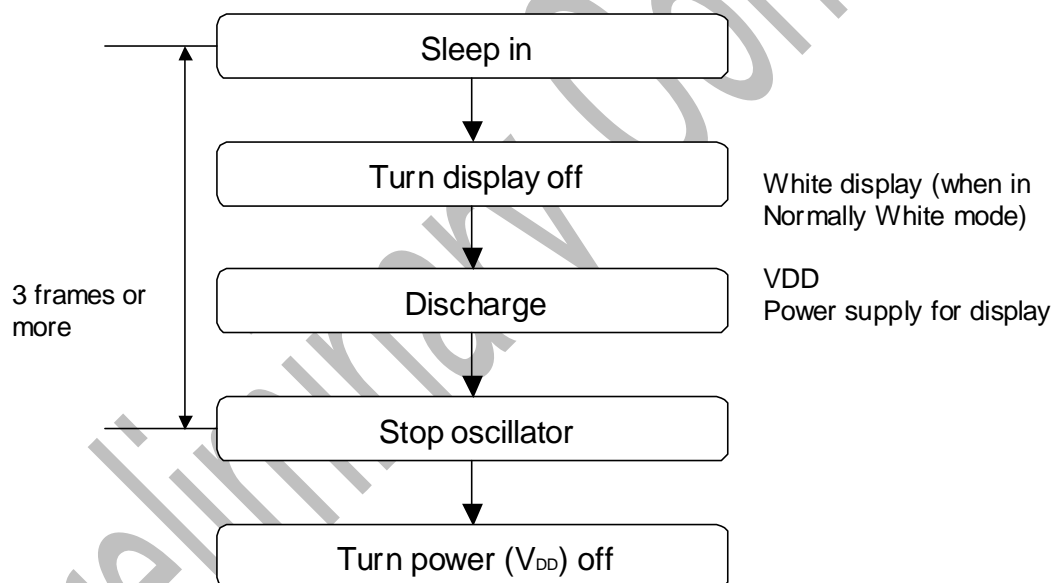 Sleep in
Turn display off
White display (when in
Normally White mode)
3 frames or
more
Discharge
VDD
Power supply for display
Stop oscillator
Turn power (VDD) off